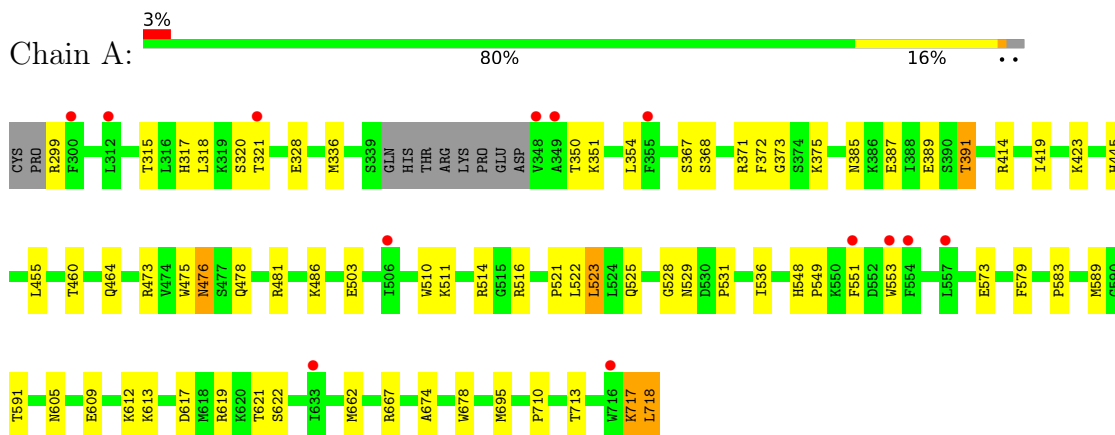 3%
Chain A:
80% 16% • •
CYS PRO R299 F300 L312 T315 L316 H317 L318 K319 S320 T321 E328 M336 S339 GLN HIS THR ARG LYS PRO GLU ASP V348 A349 T350 K351 L354 F355 S367 S368 R371 F372 G373 S374 K375 N385 K386 E387 I388 E389 S390 T391 R414 I419 K423 H445
L455 T460 Q464 R473 V474 W475 N476 S477 Q478 R481 K486 E503 I506 W510 K511 R514 G515 R516 P521 L522 L523 L524 Q525 G528 N529 D530 P531 I536 H548 P549 K550 F551 D552 W553 F554 L557 E573 F579 P583 M589 G590
T591 N605 E609 K612 K613 D617 M618 R619 K620 T621 S622 I633 M662 R667 A674 W678 M695 P710 T713 W716 K717 L718